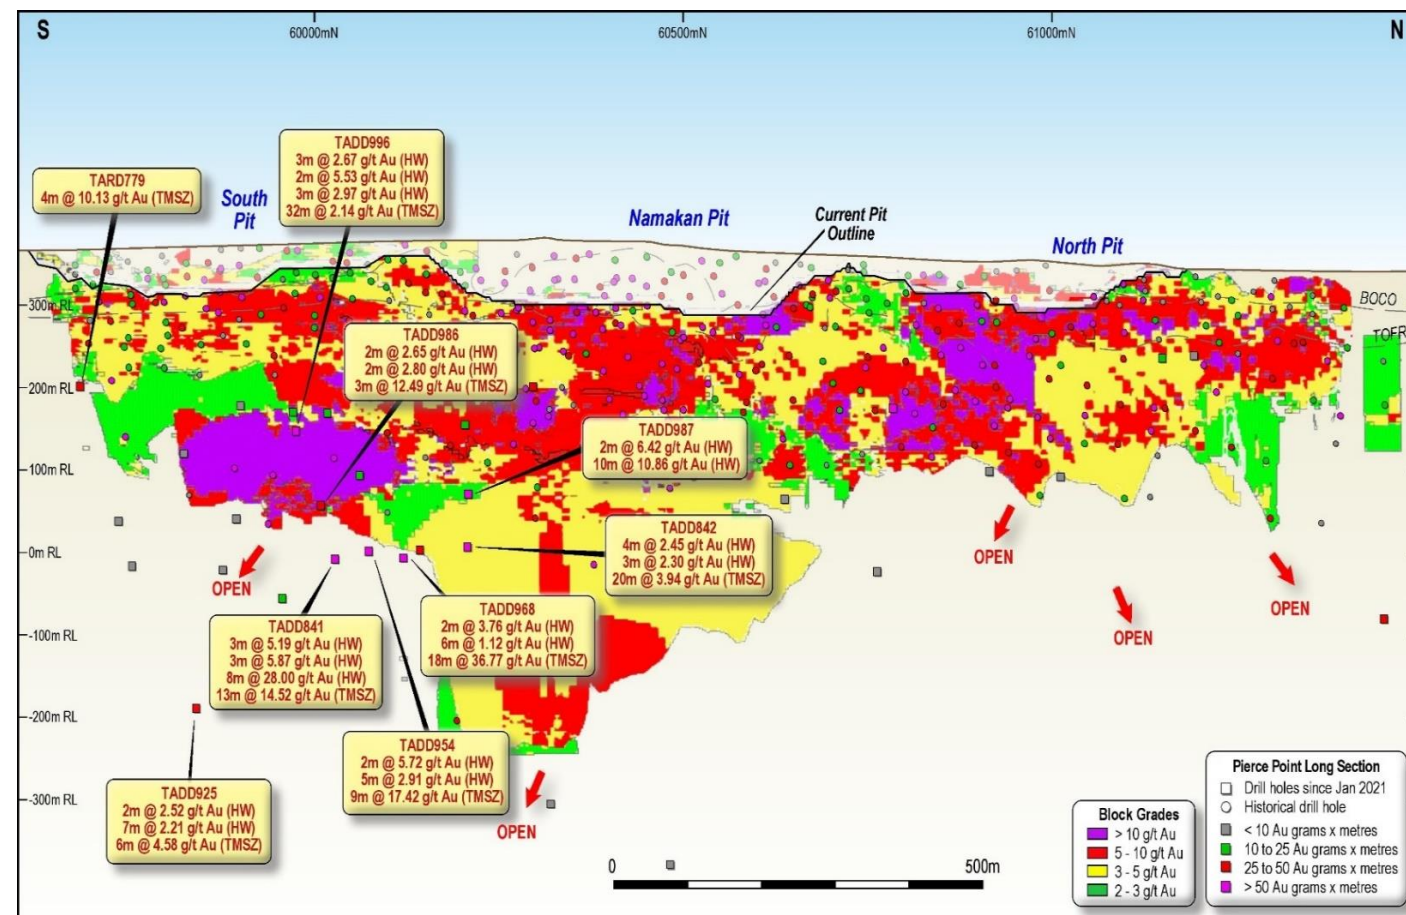 S
60000mN
60500mN
61000mN
N
TADD996
3m @ 2.67 g/t Au (HW)
2m @ 5.53 g/t Au (HW)
3m @ 2.97 g/t Au (HW)
32m @ 2.14 g/t Au (TMSZ)
TARD779
4m @ 10.13 g/t Au (TMSZ)
South
Pit
Namakan Pit
Current Pit
Outline
North Pit
300m RL
BOCO
TOFR
TADD986
2m @ 2.65 g/t Au (HW)
2m @ 2.80 g/t Au (HW)
3m @ 12.49 g/t Au (TMSZ)
200m RL
TADD987
2m @ 6.42 g/t Au (HW)
10m @ 10.86 g/t Au (HW)
100m RL
TADD842
4m @ 2.45 g/t Au (HW)
3m @ 2.30 g/t Au (HW)
20m @ 3.94 g/t Au (TMSZ)
0m RL
OPEN
OPEN
OPEN
OPEN
TADD968
2m @ 3.76 g/t Au (HW)
6m @ 1.12 g/t Au (HW)
18m @ 36.77 g/t Au (TMSZ)
TADD841
3m @ 5.19 g/t Au (HW)
3m @ 5.87 g/t Au (HW)
8m @ 28.00 g/t Au (HW)
13m @ 14.52 g/t Au (TMSZ)
-100m RL
-200m RL
TADD954
2m @ 5.72 g/t Au (HW)
5m @ 2.91 g/t Au (HW)
9m @ 17.42 g/t Au (TMSZ)
TADD925
2m @ 2.52 g/t Au (HW)
7m @ 2.21 g/t Au (HW)
6m @ 4.58 g/t Au (TMSZ)
-300m RL
OPEN
0
500m
Block Grades
> 10 g/t Au
5 - 10 g/t Au
3 - 5 g/t Au
2 - 3 g/t Au
Pierce Point Long Section
Drill holes since Jan 2021
Historical drill hole
< 10 Au grams x metres
10 to 25 Au grams x metres
25 to 50 Au grams x metres
> 50 Au grams x metres